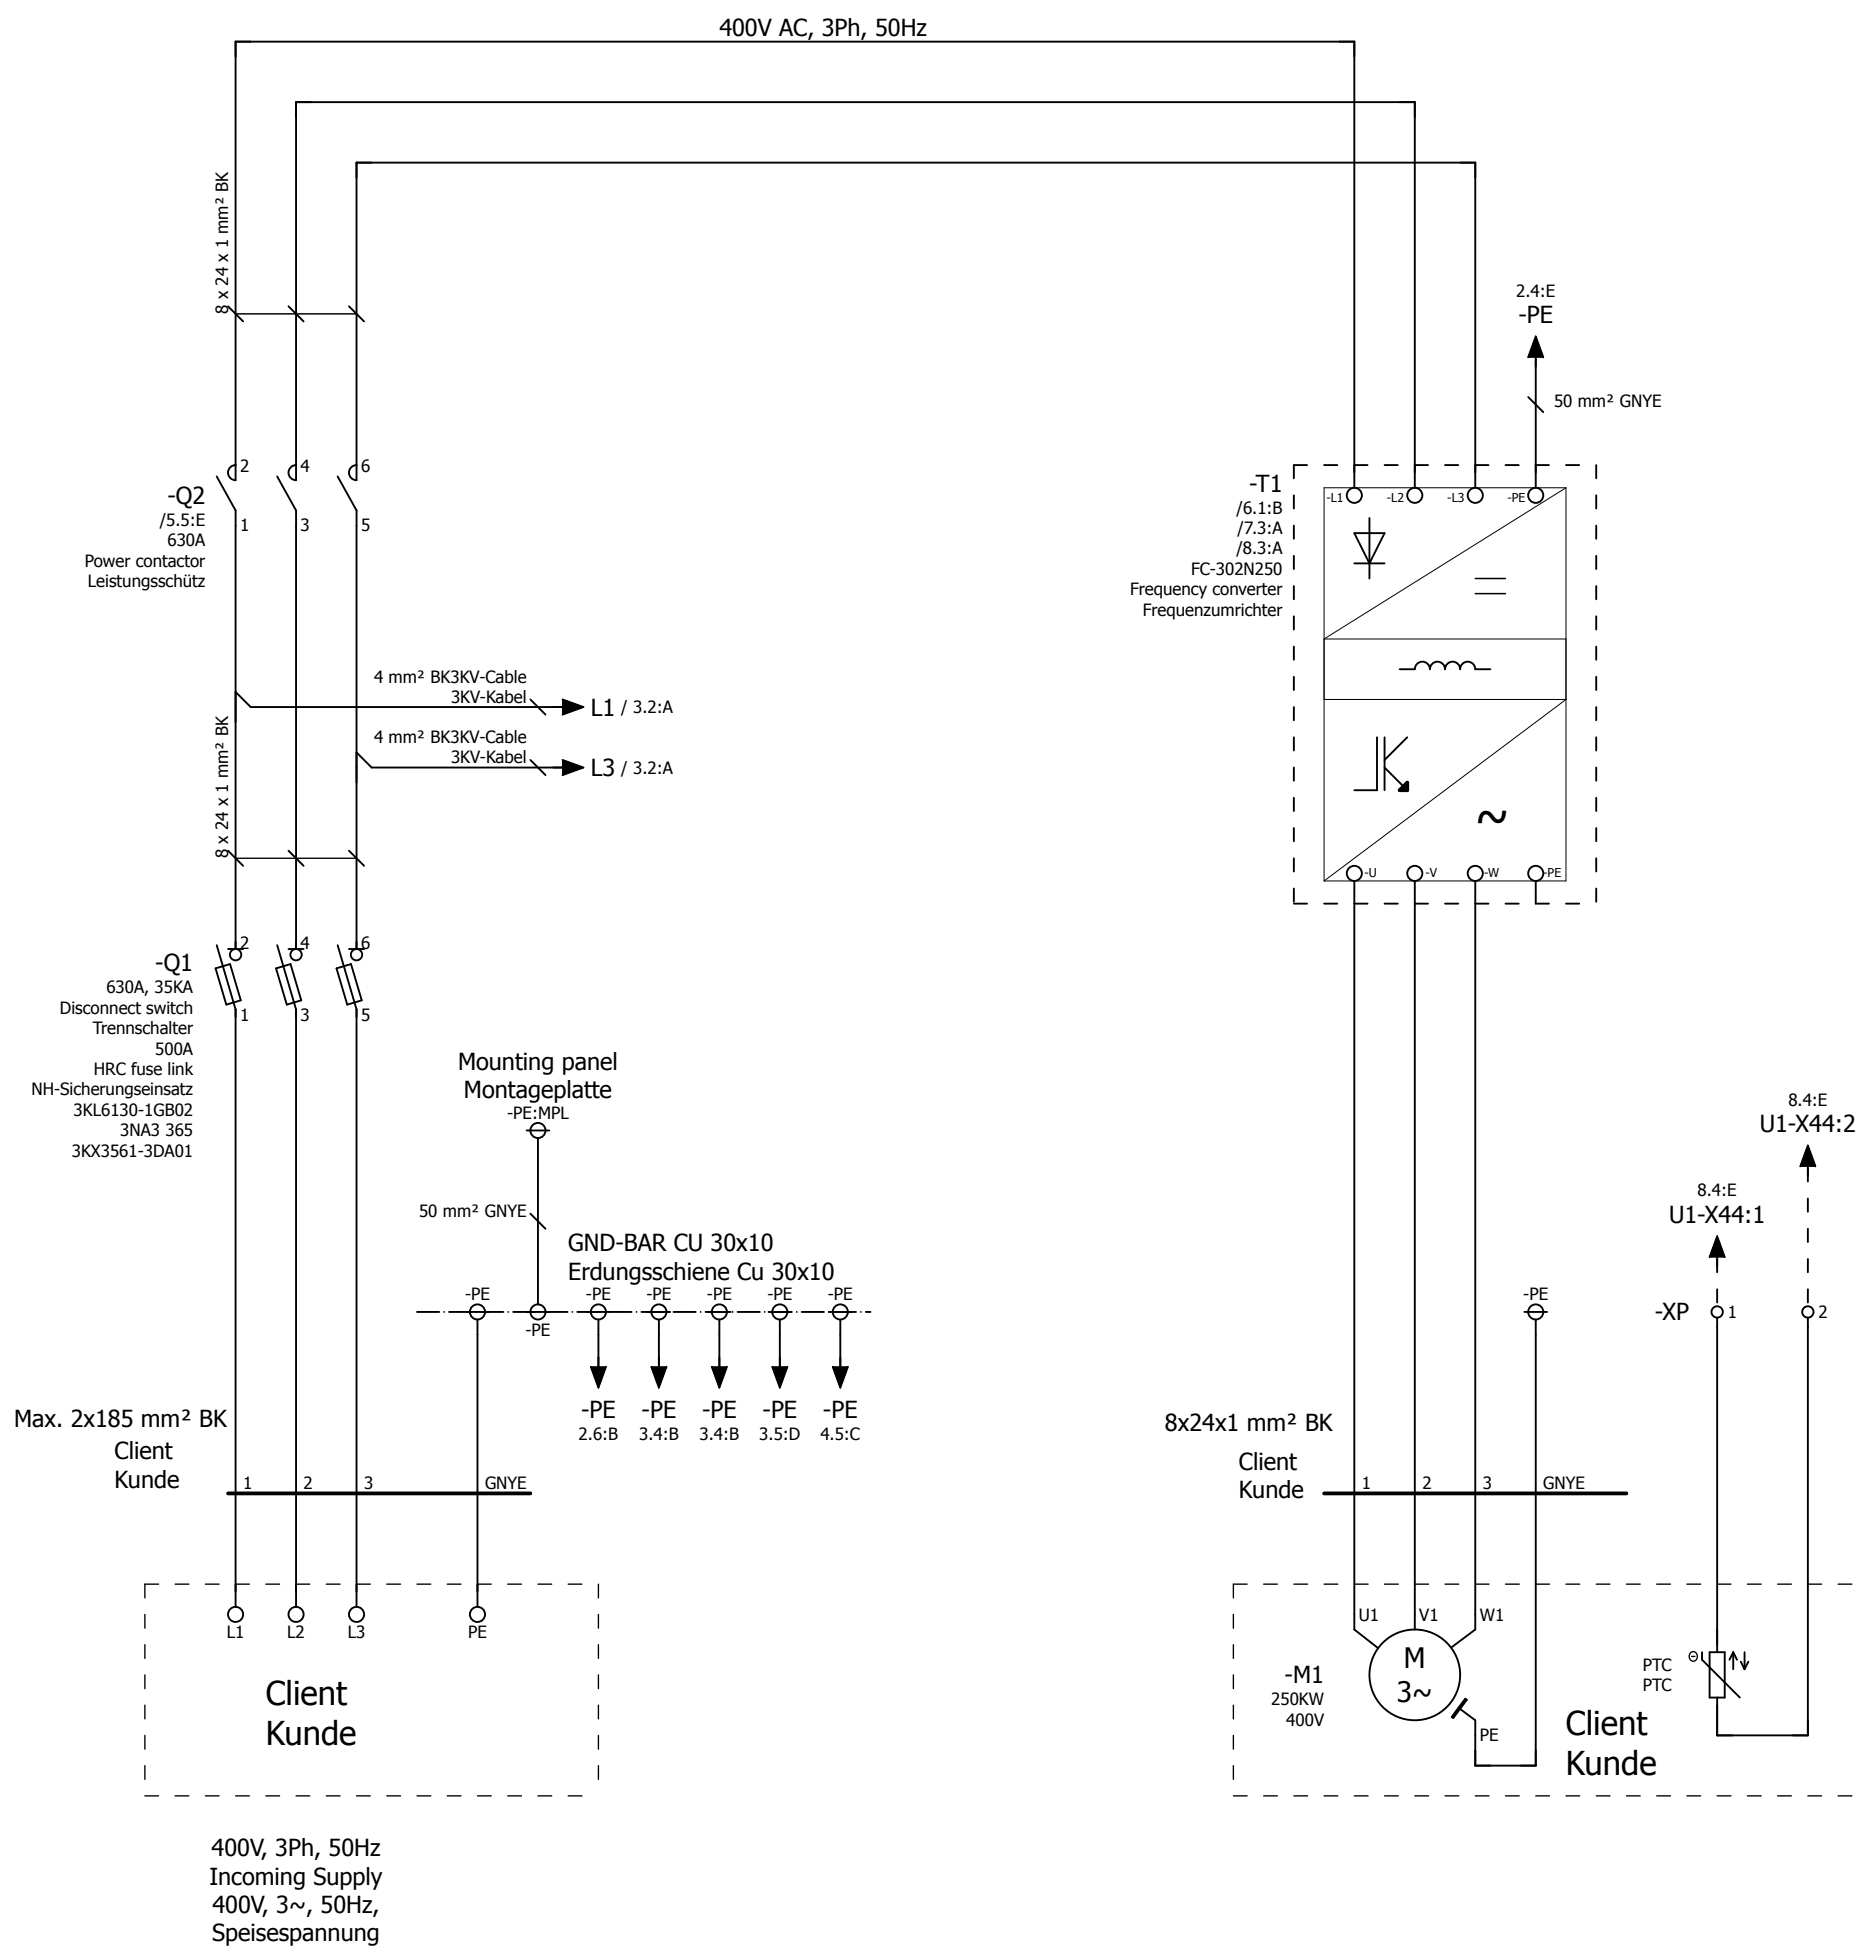 400V AC, 3Ph, 50Hz
8 x 24 x 1 mm² BK
2.4:E
-PE
50 mm² GNYE
2
4
6
-Q2
/5.5:E
630A
Power contactor
Leistungsschütz
1
3
5
-T1
/6.1:B
/7.3:A
/8.3:A
FC-302N250
Frequency converter
Frequenzumrichter
-L1
-L2
-L3
-PE
4 mm² BK3KV-Cable
3KV-Kabel
L1 / 3.2:A
4 mm² BK3KV-Cable
3KV-Kabel
L3 / 3.2:A
8 x 24 x 1 mm² BK
~
-U
-V
-W
-PE
2
4
6
-Q1
630A, 35KA
Disconnect switch
Trennschalter
500A
HRC fuse link
NH-Sicherungseinsatz
3KL6130-1GB02
3NA3 365
3KX3561-3DA01
1
3
5
Mounting panel
Montageplatte
-PE:MPL
50 mm² GNYE
GND-BAR CU 30x10
Erdungsschiene Cu 30x10
-PE
-PE
-PE
-PE
-PE
-PE
-PE
-PE
2.6:B
-PE
3.4:B
-PE
3.4:B
-PE
3.5:D
-PE
4.5:C
8.4:E
U1-X44:2
8.4:E
U1-X44:1
-PE
-XP
1
2
Max. 2x185 mm² BK
Client
Kunde
1
2
3
GNYE
8x24x1 mm² BK
Client
Kunde
1
2
3
GNYE
L1
L2
L3
PE
Client
Kunde
U1
V1
W1
M
3~
-M1
250KW
400V
PE
PTC
PTC
Θ
Client
Kunde
400V, 3Ph, 50Hz
Incoming Supply
400V, 3~, 50Hz,
Speisespannung